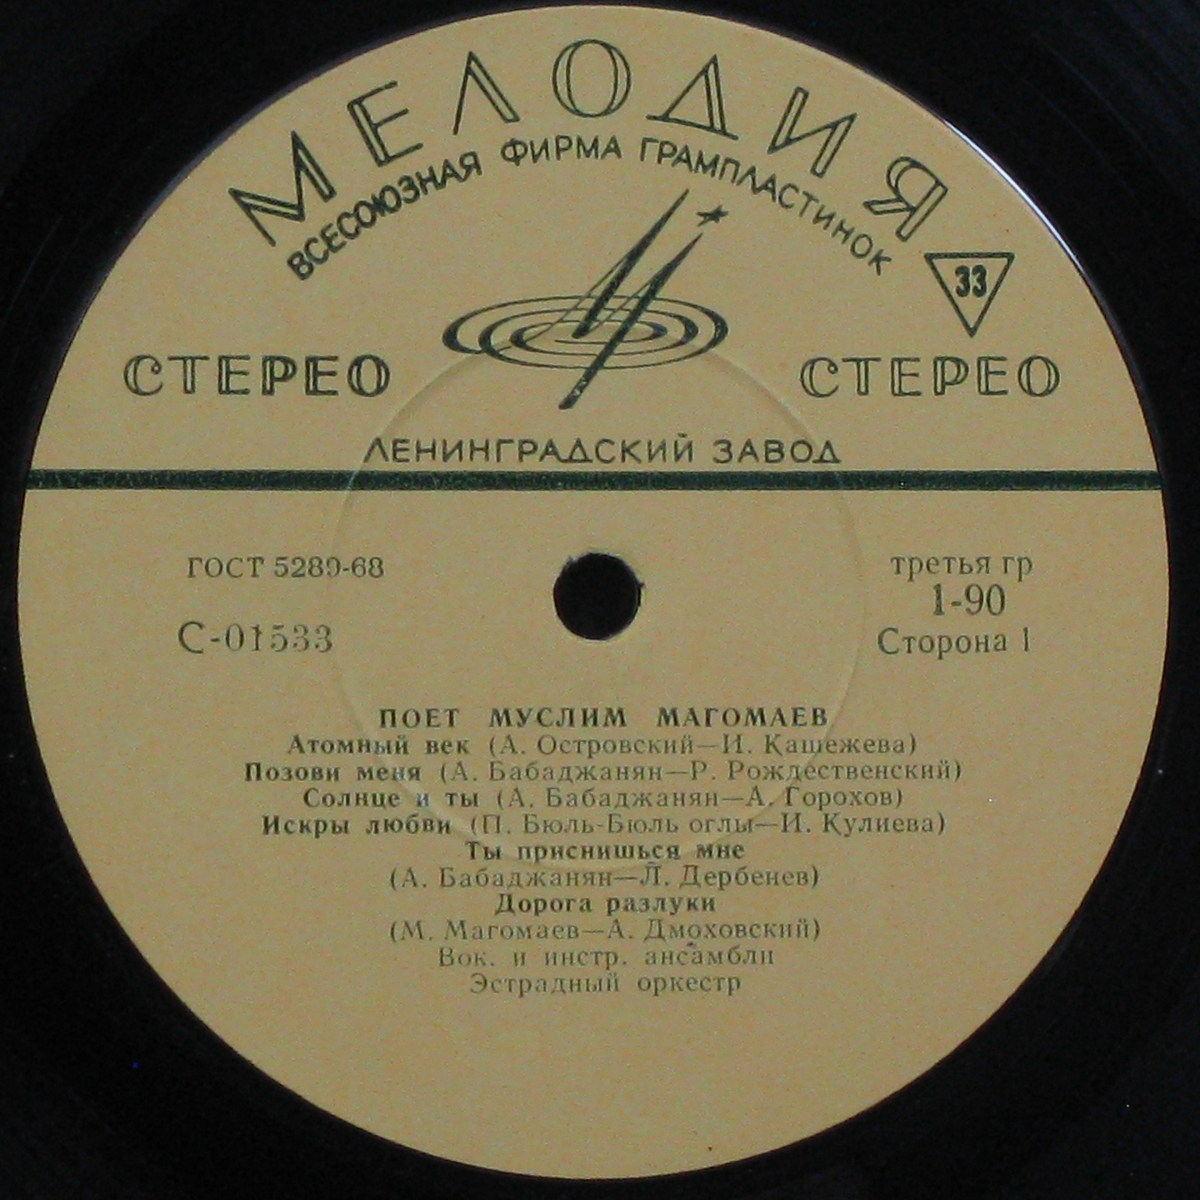 МЕЛОДИЯ
ВСЕСОЮЗНАЯ ФИРМА ГРАМПЛАСТИНОК
33
СТЕРЕО СТЕРЕО
ЛЕНИНГРАДСКИЙ ЗАВОД
ГОСТ 5289-68
третья гр
1-90
С-01533
Сторона 1
ПОЕТ МУСЛИМ МАГОМАЕВ
Атомный век (А. Островский—И. Кашежева)
Позови меня (А. Бабаджанян—Р. Рождественский)
Солнце и ты (А. Бабаджанян—А. Горохов)
Искры любви (П. Бюль-Бюль оглы—И. Кулиева)
Ты приснишься мне
(А. Бабаджанян—Л. Дербенев)
Дорога разлуки
(М. Магомаев—А. Дмоховский)
Вок. и инстр. ансамбли
Эстрадный оркестр